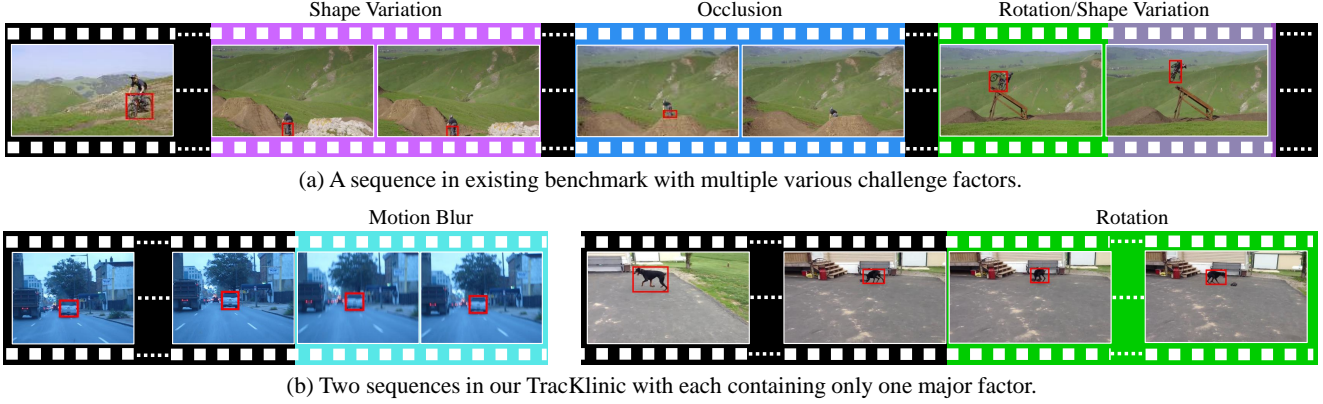 Shape Variation
Occlusion
Rotation/Shape Variation
(a) A sequence in existing benchmark with multiple various challenge factors.
Motion Blur
Rotation
(b) Two sequences in our TracKlinic with each containing only one major factor.